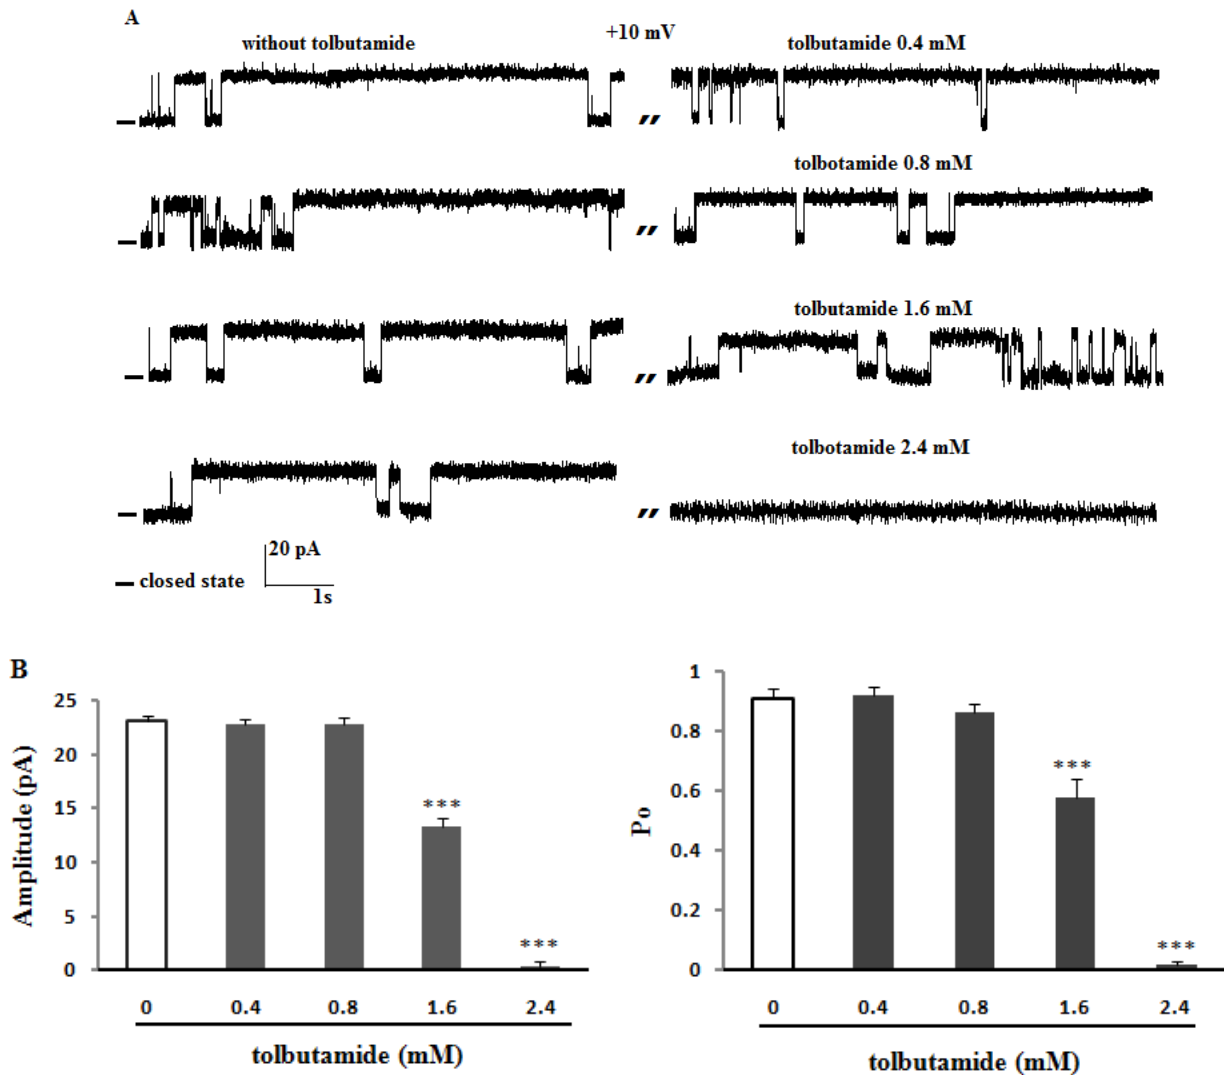 A
without tolbutamide
+10 mV
tolbutamide 0.4 mM
tolbotamide 0.8 mM
tolbutamide 1.6 mM
tolbotamide 2.4 mM
20 pA
1s
closed state
B
Amplitude (pA)
25
20
15
10
5
0
***
***
0 0.4 0.8 1.6 2.4
tolbutamide (mM)
Po
1
0.8
0.6
0.4
0.2
0
***
***
0 0.4 0.8 1.6 2.4
tolbutamide (mM)